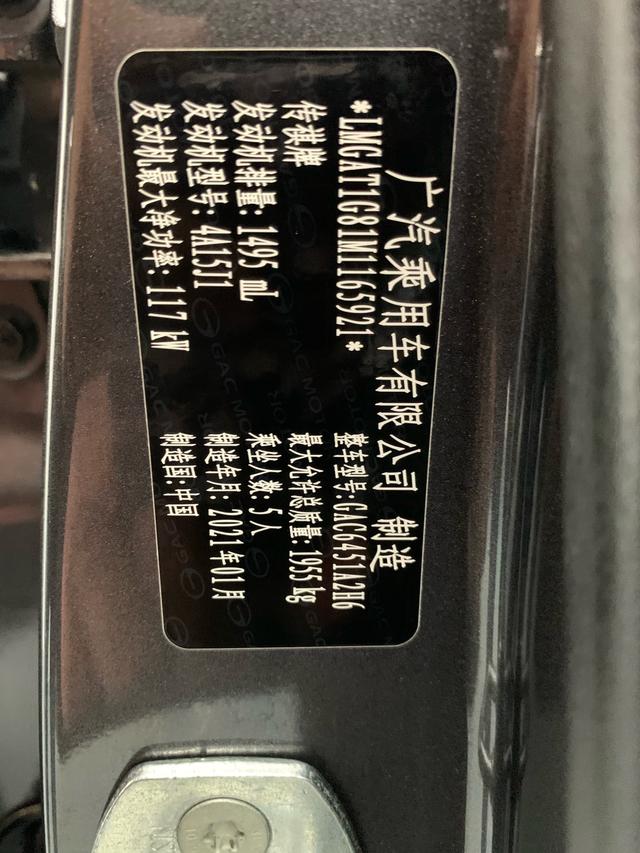 广汽乘用车有限公司 制造
*LMGAT1G81M1165921*
整车型号:GAC6451A2H6
传祺牌
最大允许总质量:1955 kg
发动机排量: 1495 mL
乘坐人数: 5人
发动机型号: 4A15J1
制造年月: 2021年01月
发动机最大净功率: 117 kW
制造国: 中国